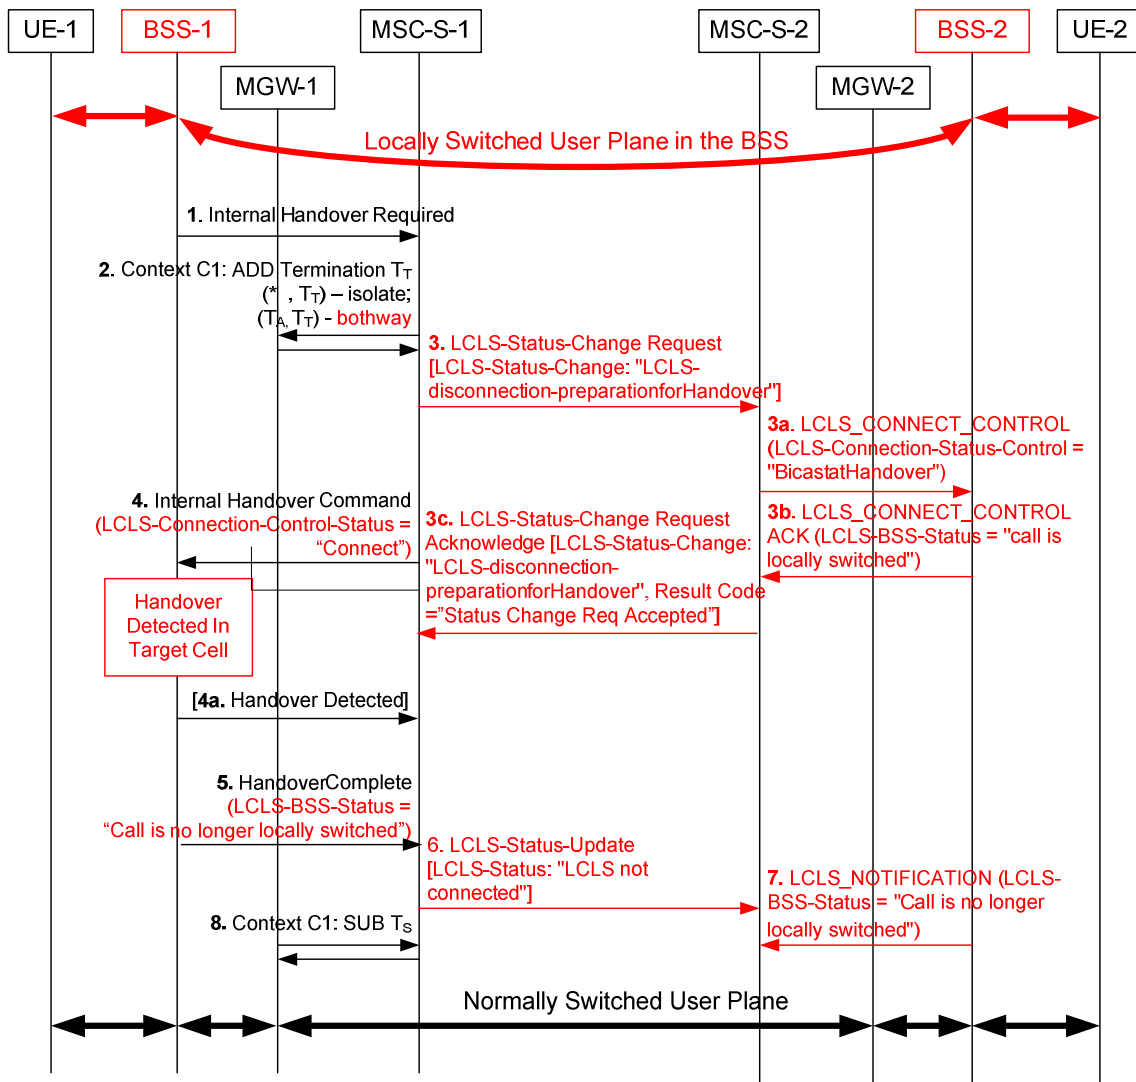 UE-1
BSS-1
MSC-S-1
MSC-S-2
BSS-2
UE-2
MGW-1
MGW-2
Locally Switched User Plane in the BSS
1. Internal Handover Required
2. Context C1: ADD Termination TT
(* , TT) – isolate;
(TA, TT) - bothway
3. LCLS-Status-Change Request
[LCLS-Status-Change: "LCLS-
disconnection-preparationforHandover"]
3a. LCLS_CONNECT_CONTROL
(LCLS-Connection-Status-Control =
"BicastatHandover")
4. Internal Handover Command
(LCLS-Connection-Control-Status =
“Connect”)
3b. LCLS_CONNECT_CONTROL
ACK (LCLS-BSS-Status = "call is
locally switched")
3c. LCLS-Status-Change Request
Acknowledge [LCLS-Status-Change:
"LCLS-disconnection-
preparationforHandover", Result Code
=”Status Change Req Accepted”]
Handover
Detected In
Target Cell
[4a. Handover Detected]
5. HandoverComplete
(LCLS-BSS-Status =
“Call is no longer locally switched”)
6. LCLS-Status-Update
[LCLS-Status: "LCLS not
connected"]
7. LCLS_NOTIFICATION (LCLS-
BSS-Status = "Call is no longer
locally switched")
8. Context C1: SUB TS
Normally Switched User Plane